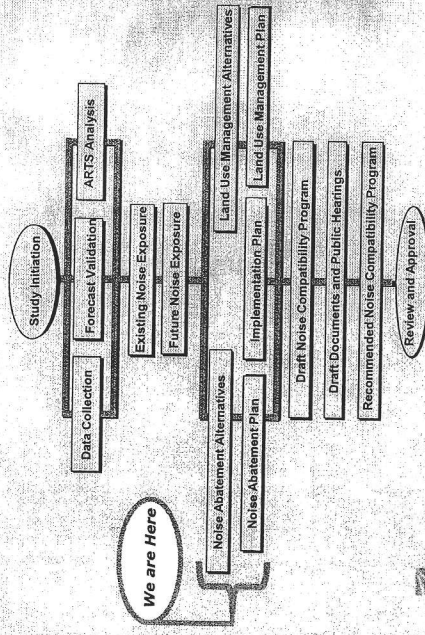 Study Initiation
Data Collection
Forecast Validation
ARTS Analysis
Existing Noise Exposure
Future Noise Exposure
We are Here
Noise Abatement Alternatives
Land Use Management Alternatives
Noise Abatement Plan
Implementation Plan
Land Use Management Plan
Draft Noise Compatibility Program
Draft Documents and Public Hearings
Recommended Noise Compatibility Program
Review and Approval